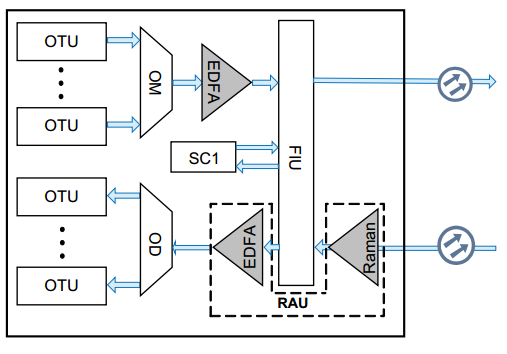 OTU
OM
EDFA
OTU
SC1
FIU
OTU
OD
EDFA
Raman
OTU
RAU